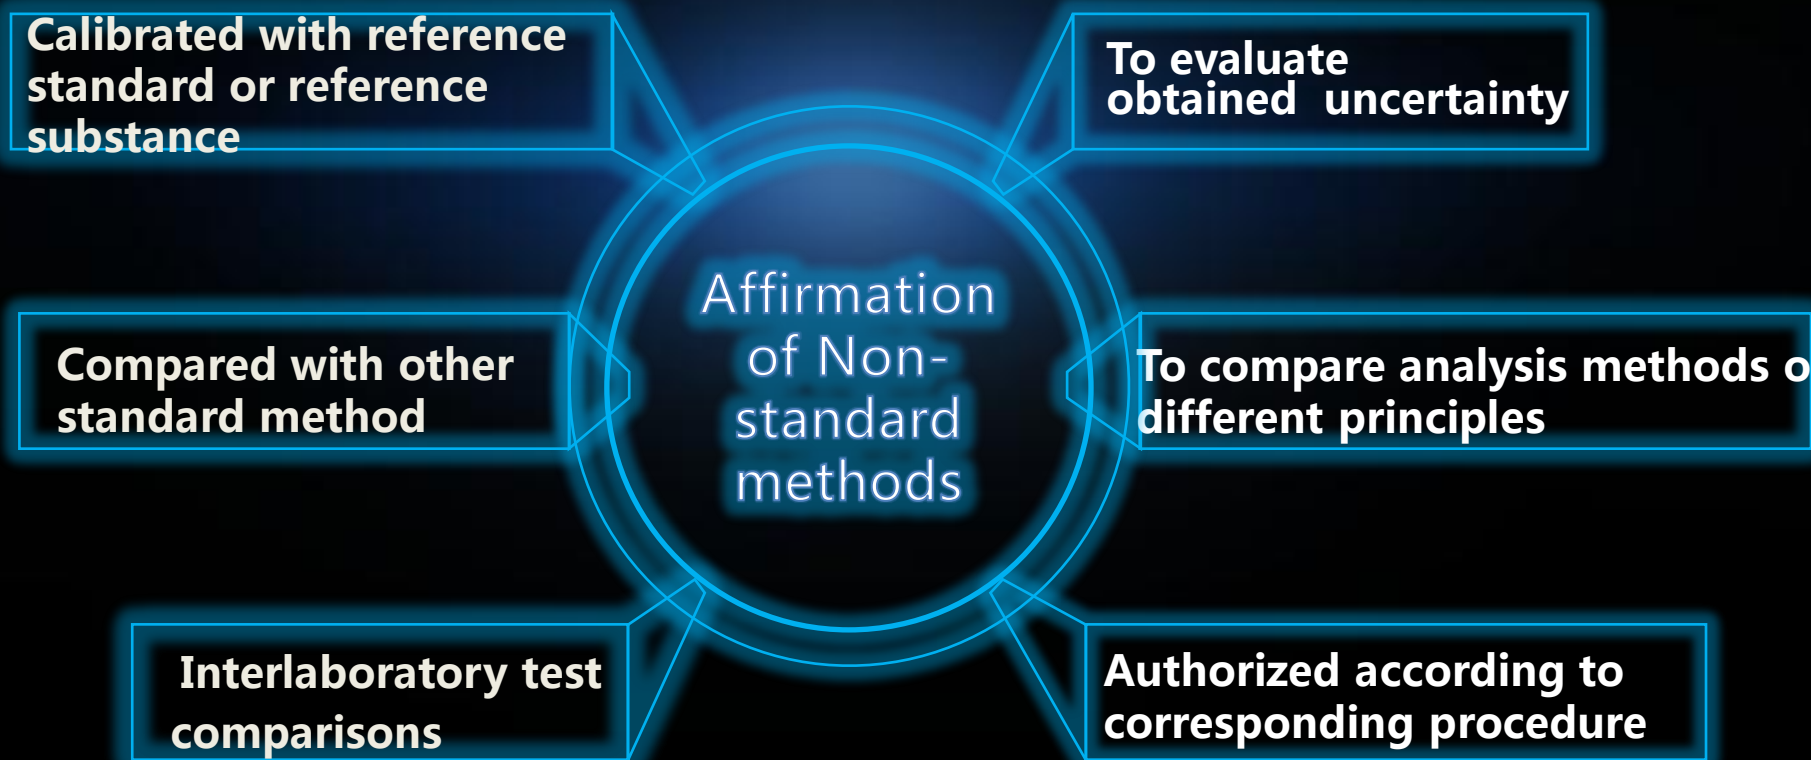 Calibrated with reference
standard or reference
substance
To evaluate
obtained uncertainty
Affirmation
of Non-
standard
methods
Compared with other
standard method
To compare analysis methods o
different principles
Interlaboratory test
comparisons
Authorized according to
corresponding procedure